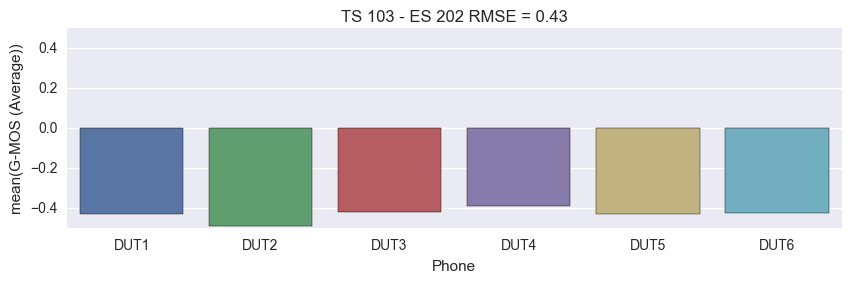 TS 103 - ES 202 RMSE = 0.43
mean(G-MOS (Average))
0.4
0.2
0.0
−0.2
−0.4
DUT1 DUT2 DUT3 DUT4 DUT5 DUT6
Phone